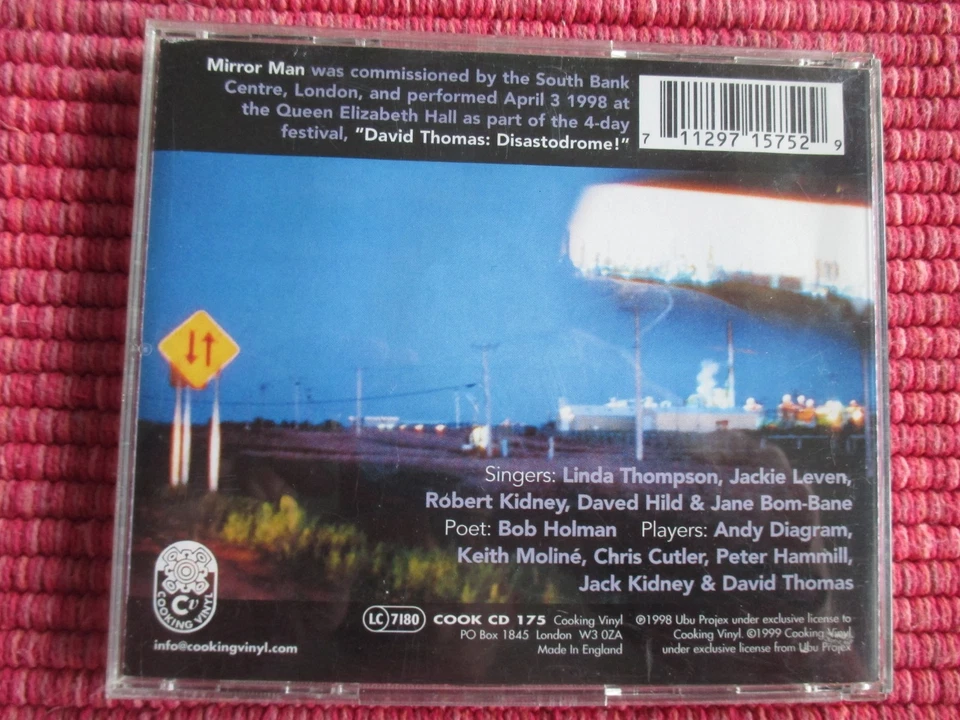 Mirror Man was commissioned by the South Bank
Centre, London, and performed April 3 1998 at
the Queen Elizabeth Hall as part of the 4-day
festival, "David Thomas: Disastodrome!"
7 11297 15752 9
Singers: Linda Thompson, Jackie Leven,
Robert Kidney, Daved Hild & Jane Bom-Bane
Poet: Bob Holman Players: Andy Diagram,
Keith Moliné, Chris Cutler, Peter Hammill,
Jack Kidney & David Thomas
CV
COOKING VINYL
info@cookingvinyl.com
LC 7180 COOK CD 175 Cooking Vinyl
PO Box 1845 London W3 0ZA
Made In England
℗1998 Ubu Projex under exclusive license to
Cooking Vinyl. ©1999 Cooking Vinyl
under exclusive license from Ubu Projex